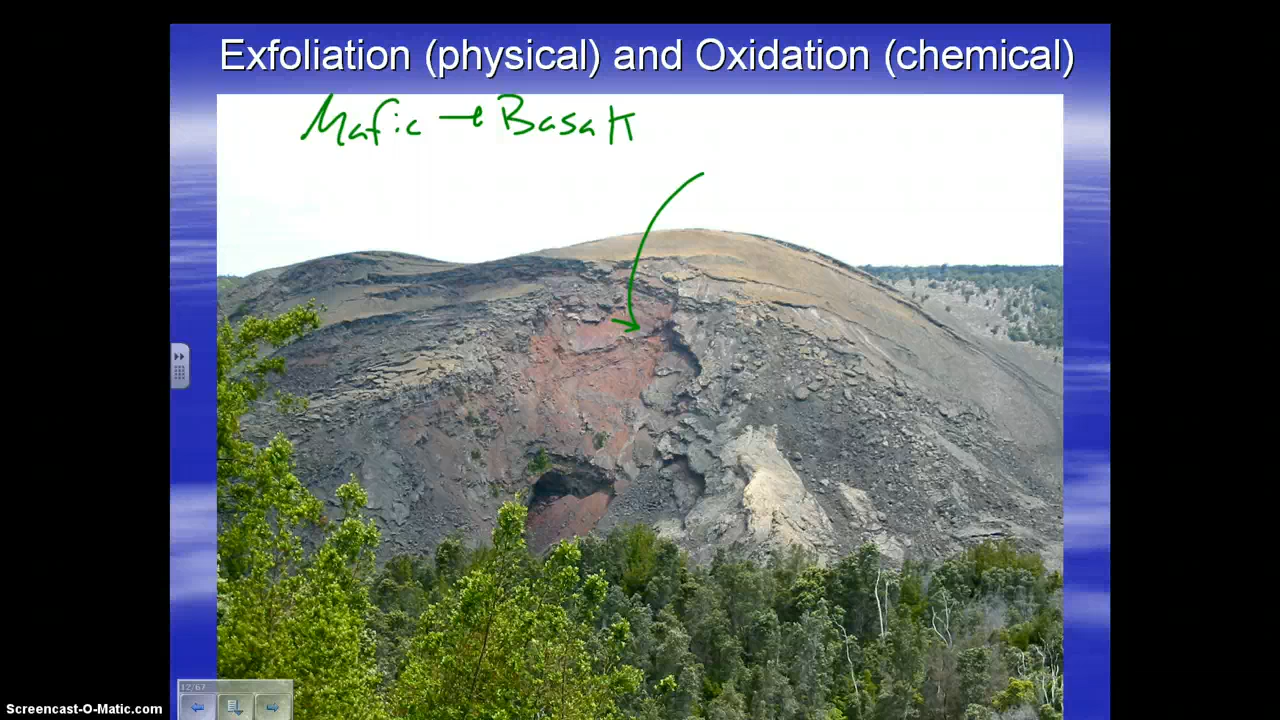 Exfoliation (physical) and Oxidation (chemical)
Mafic → Basalt
12/67
Screencast-O-Matic.com